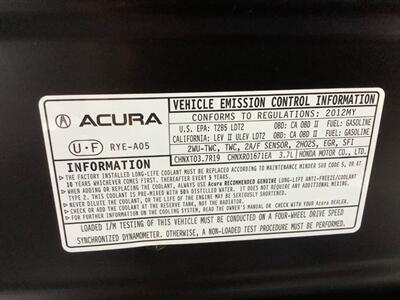 ACURA
U·F RYE-A05
VEHICLE EMISSION CONTROL INFORMATION
CONFORMS TO REGULATIONS: 2012MY
U.S. EPA: T2B5 LDT2 OBD: CA OBD II FUEL: GASOLINE
CALIFORNIA: LEV II ULEV LDT2 OBD: CA OBD II FUEL: GASOLINE
2WU-TWC, TWC, 2A/F SENSOR, 2HO2S, EGR, SFI
CHNXT03.7R19 CHNXR0167IEA 3.7L HONDA MOTOR CO., LTD.
INFORMATION
▶ THE FACTORY INSTALLED LONG-LIFE COOLANT MUST BE REPLACED ACCORDING TO MAINTENANCE MINDER SUB CODE 5, OR AT
10 YEARS WHICHEVER COMES FIRST. THEREAFTER EVERY 5 YEARS.
▶ WHEN ADDING OR REPLACING THE COOLANT, ALWAYS USE Acura RECOMMENDED GENUINE LONG-LIFE ANTI-FREEZE/COOLANT
TYPE 2. THIS COOLANT IS PRE-MIXED WITH 50% DISTILLED WATER. IT DOES NOT REQUIRE ANY ADDITIONAL MIXING.
▶ NEVER USE COOLANT DILUTED, OR THE LIFE OF THE ENGINE MAY BE SERIOUSLY SHORTENED.
▶ CHECK OR ADD THE COOLANT AT THE RESERVE TANK, NOT THE RADIATOR.
▶ FOR FURTHER INFORMATION ON THE COOLING SYSTEM, READ THE OWNER'S MANUAL OR CHECK WITH YOUR Acura DEALER.
LOADED I/M TESTING OF THIS VEHICLE MUST BE CONDUCTED ON A FOUR-WHEEL DRIVE SPEED
SYNCHRONIZED DYNAMOMETER. OTHERWISE, A NON-LOADED TEST PROCEDURE MUST BE PERFORMED.